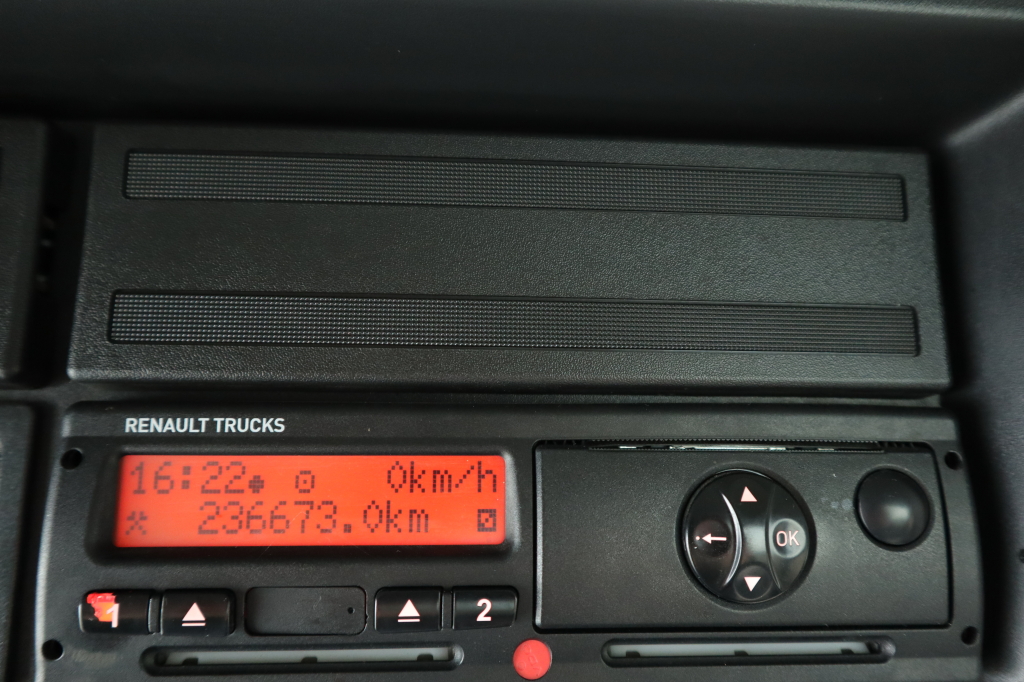 RENAULT TRUCKS
16:22 0km/h
236673.0km
OK
1 2